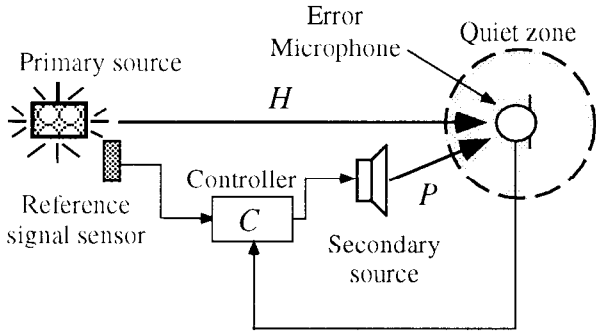 Error
Microphone
Quiet zone
Primary source
H
Controller
C
P
Reference
signal sensor
Secondary
source